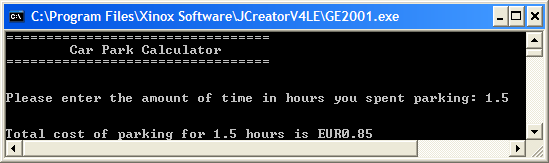 C:\Program Files\Xinox Software\JCreatorV4LE\GE2001.exe
=================================
Car Park Calculator
=================================
Please enter the amount of time in hours you spent parking: 1.5
Total cost of parking for 1.5 hours is EUR0.85